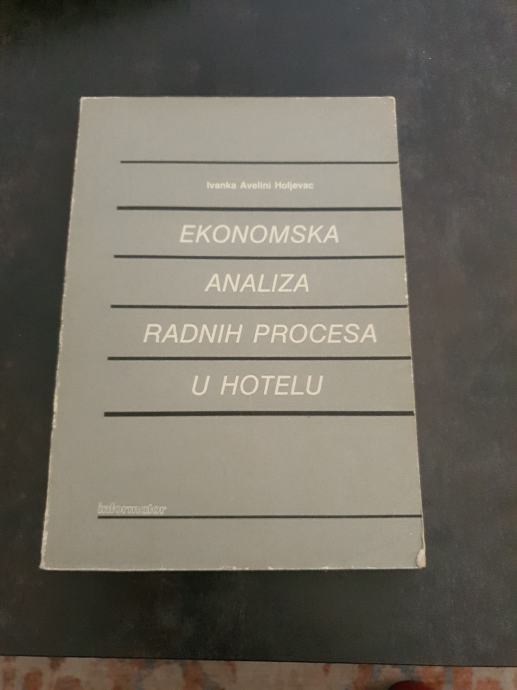 Ivanka Avelini Holjevac
EKONOMSKA
ANALIZA
RADNIH PROCESA
U HOTELU
informator